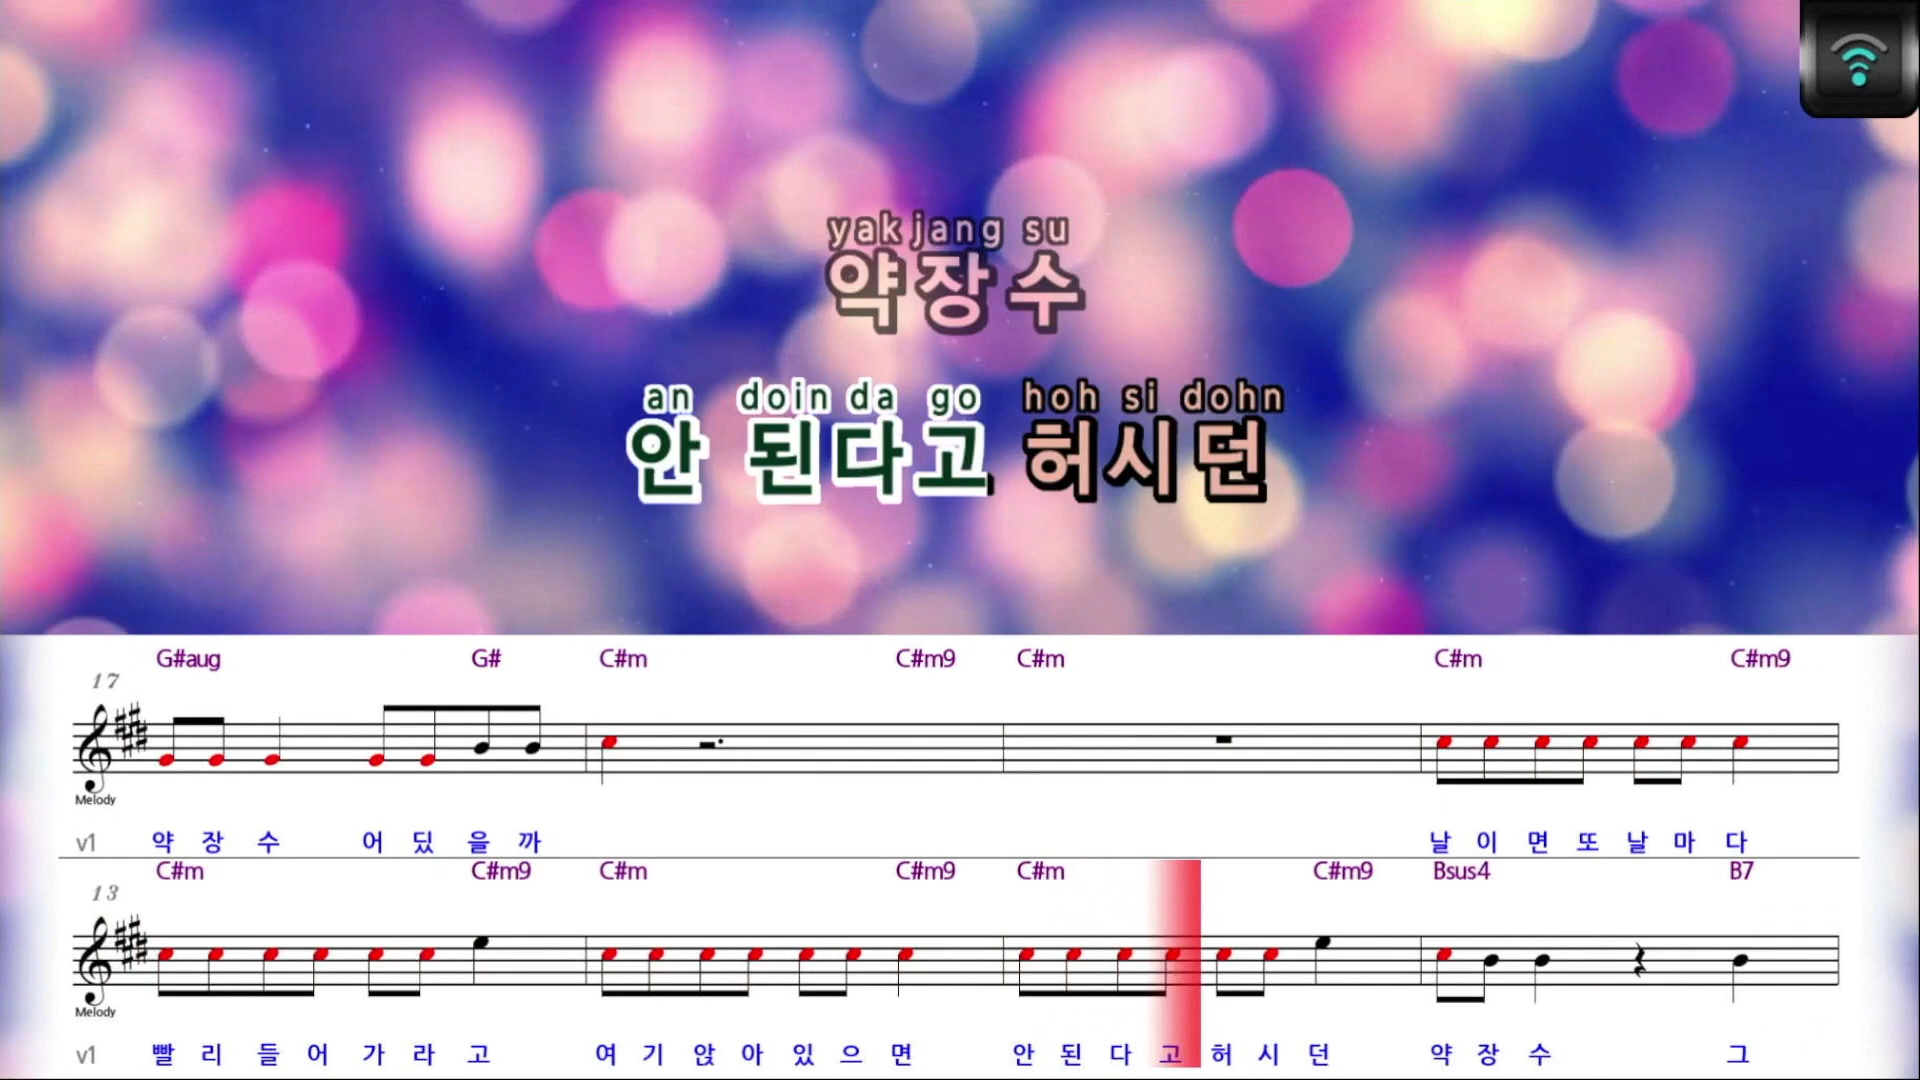 yak jang su
약장수
an doin da go hoh si dohn
안 된다고 허시던
G#aug G# C#m C#m9 C#m C#m C#m9
17
Melody
v1 약 장 수 어 딨 을 까 날 이 면 또 날 마 다
C#m C#m9 C#m C#m9 C#m C#m9 Bsus4 B7
13
Melody
v1 빨 리 들 어 가 라 고 여 기 앉 아 있 으 면 안 된 다 고 허 시 던 약 장 수 그